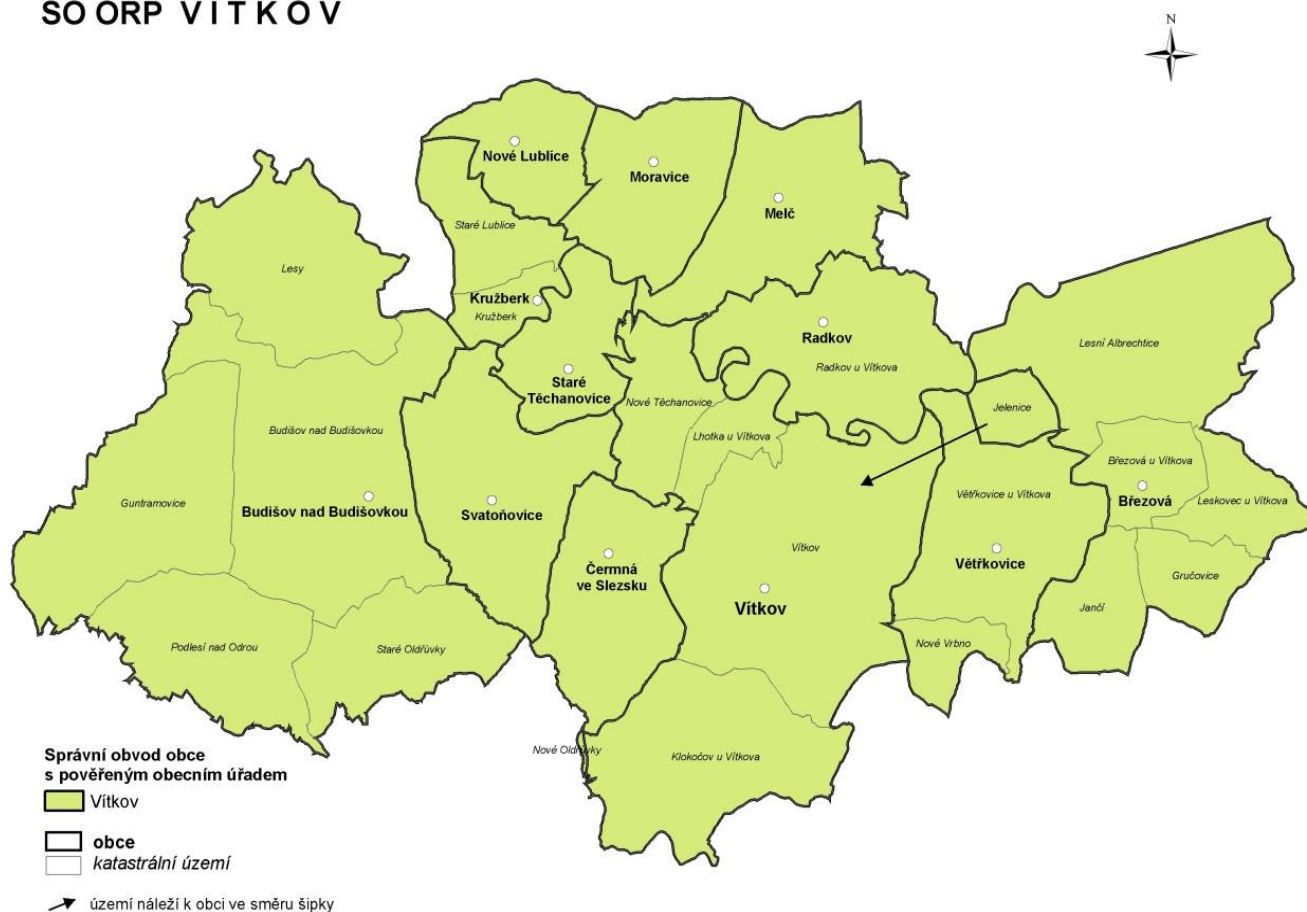 SO ORP VÍTKOV
N
Nové Lublice
Moravice
Melč
Staré Lublice
Lesy
Kružberk
Kružberk
Radkov
Radkov u Vítkova
Lesní Albrechtice
Staré
Těchanovice
Nové Těchanovice
Jelenice
Budišov nad Budišovkou
Lhotka u Vítkova
Březová u Vítkova
Guntramovice
Budišov nad Budišovkou
Svatoňovice
Větřkovice u Vítkova
Březová
Leskovec u Vítkova
Vítkov
Čermná
ve Slezsku
Větřkovice
Gručovice
Vítkov
Jančí
Podlesí nad Odrou
Staré Oldřůvky
Nové Vrbno
Nové Oldřůvky
Klokočov u Vítkova
Správní obvod obce
s pověřeným obecním úřadem
Vítkov
obce
katastrální území
území náleží k obci ve směru šipky